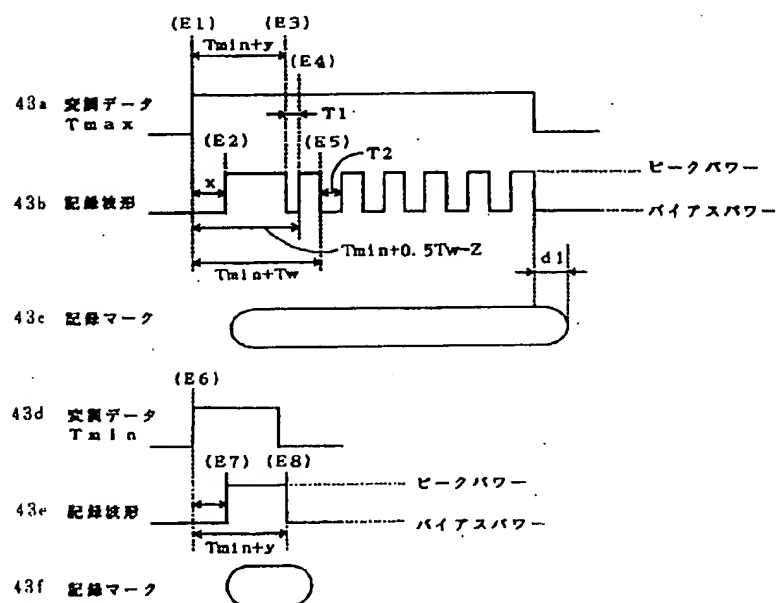 (E1) (E3)
Tmin+y (E4)
43a 変調データ
Tmax
T1
(E2) (E5) T2
x
ピークパワー
43b 記録波形
バイアスパワー
Tmin+0.5Tw-Z
Tmin+Tw
d1
43c 記録マーク
(E6)
43d 変調データ
Tmin
(E7) (E8)
ピークパワー
43e 記録波形
バイアスパワー
Tmin+y
43f 記録マーク